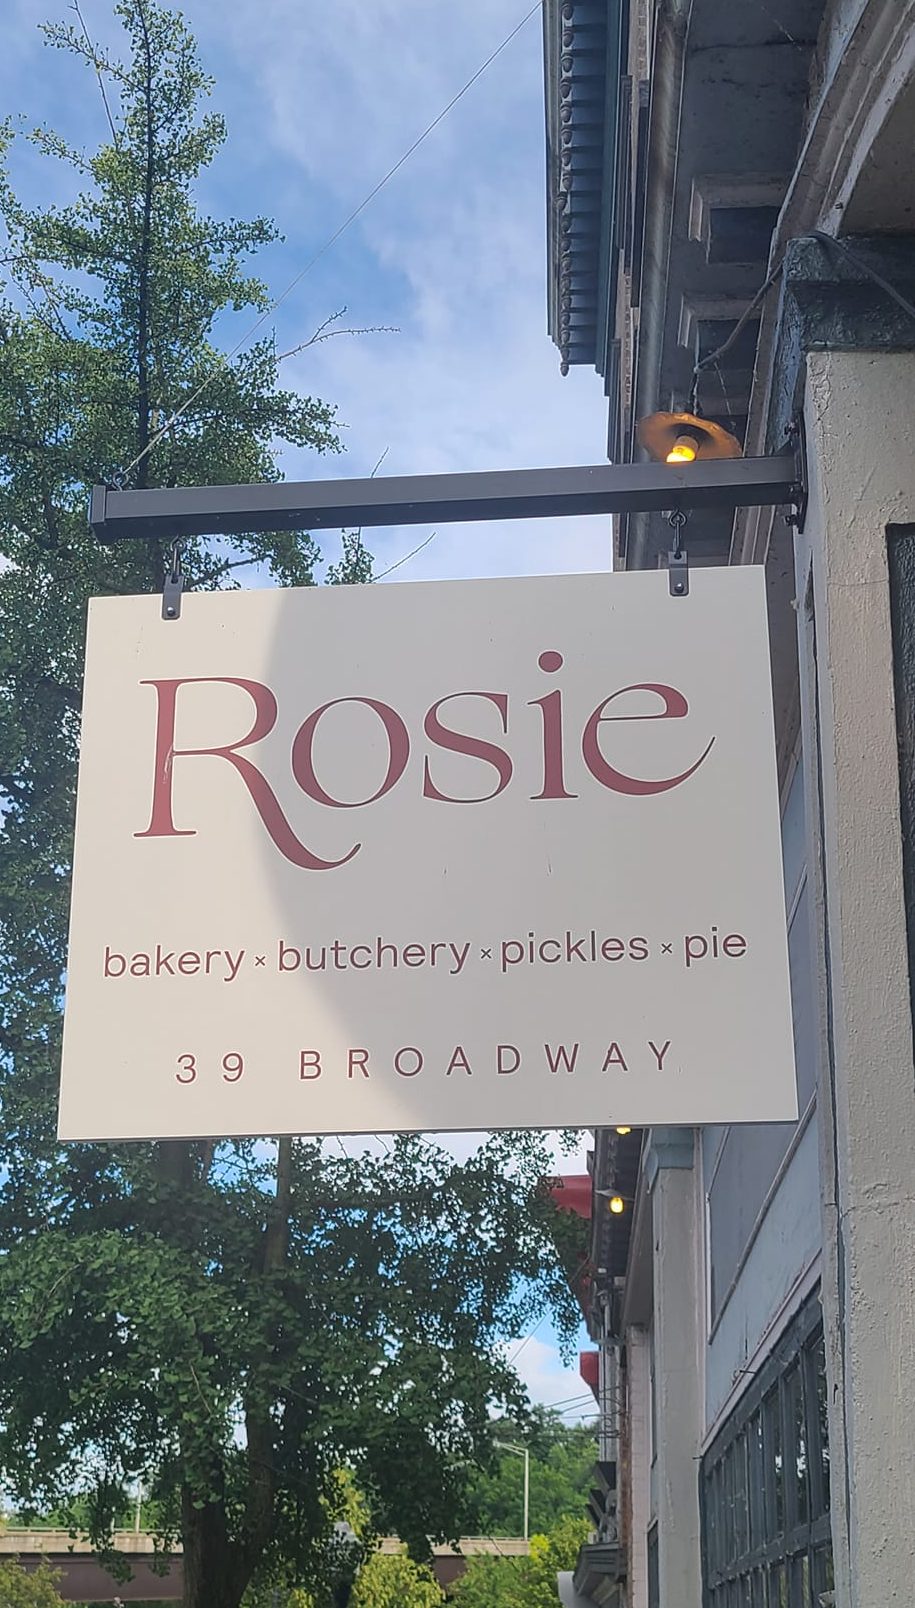 Rosie
bakery × butchery × pickles × pie
39 BROADWAY